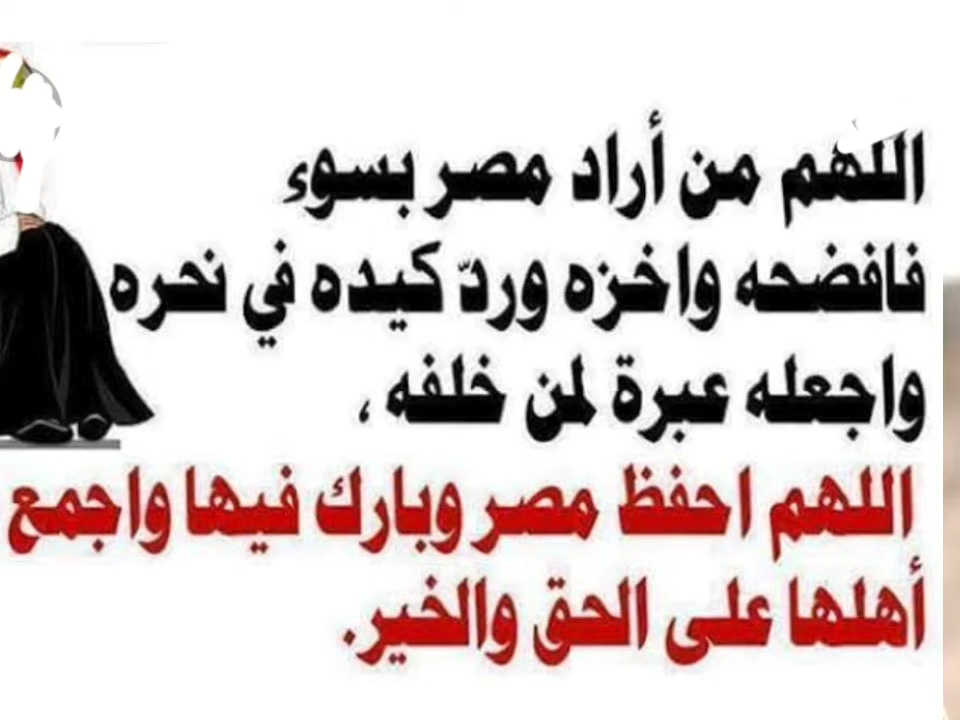 اللهم من أراد مصر بسوء
فافضحه واخزه وردّ كيده في نحره
واجعله عبرة لمن خلفه ،
اللهم احفظ مصر وبارك فيها واجمع
أهلها على الحق والخير.